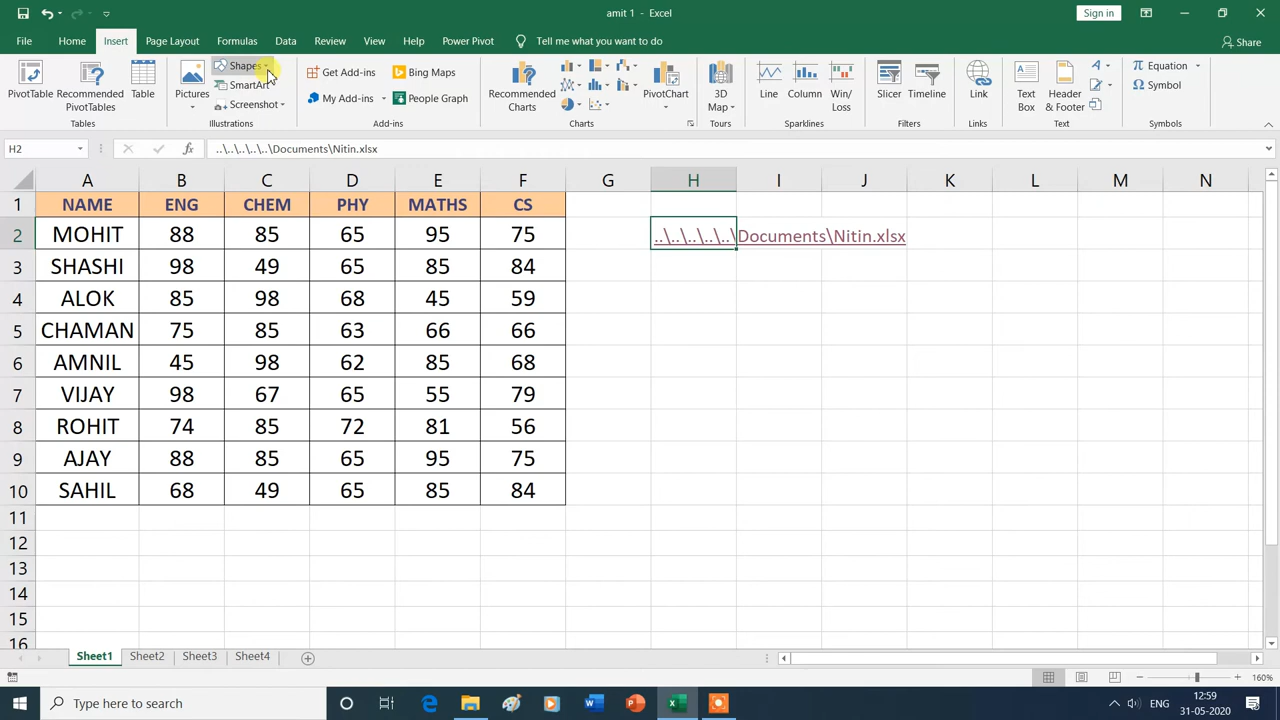 amit 1 - Excel
Sign in
File Home Insert Page Layout Formulas Data Review View Help Power Pivot Tell me what you want to do Share
PivotTable Recommended PivotTables Table
Tables
Pictures Shapes SmartArt Screenshot
Illustrations
Get Add-ins My Add-ins Bing Maps People Graph
Add-ins
Recommended Charts PivotChart
Charts
3D Map
Tours
Line Column Win/Loss
Sparklines
Slicer Timeline
Filters
Link
Links
Text Box Header & Footer
Text
Equation Symbol
Symbols
H2 fx ..\..\..\..\..\Documents\Nitin.xlsx
A B C D E F G H I J K L M N
1 NAME ENG CHEM PHY MATHS CS
2 MOHIT 88 85 65 95 75 ..\..\..\..\..\Documents\Nitin.xlsx
3 SHASHI 98 49 65 85 84
4 ALOK 85 98 68 45 59
5 CHAMAN 75 85 63 66 66
6 AMNIL 45 98 62 85 68
7 VIJAY 98 67 65 55 79
8 ROHIT 74 85 72 81 56
9 AJAY 88 85 65 95 75
10 SAHIL 68 49 65 85 84
11
12
13
14
15
16
Sheet1 Sheet2 Sheet3 Sheet4
160%
Type here to search
12:59
31-05-2020